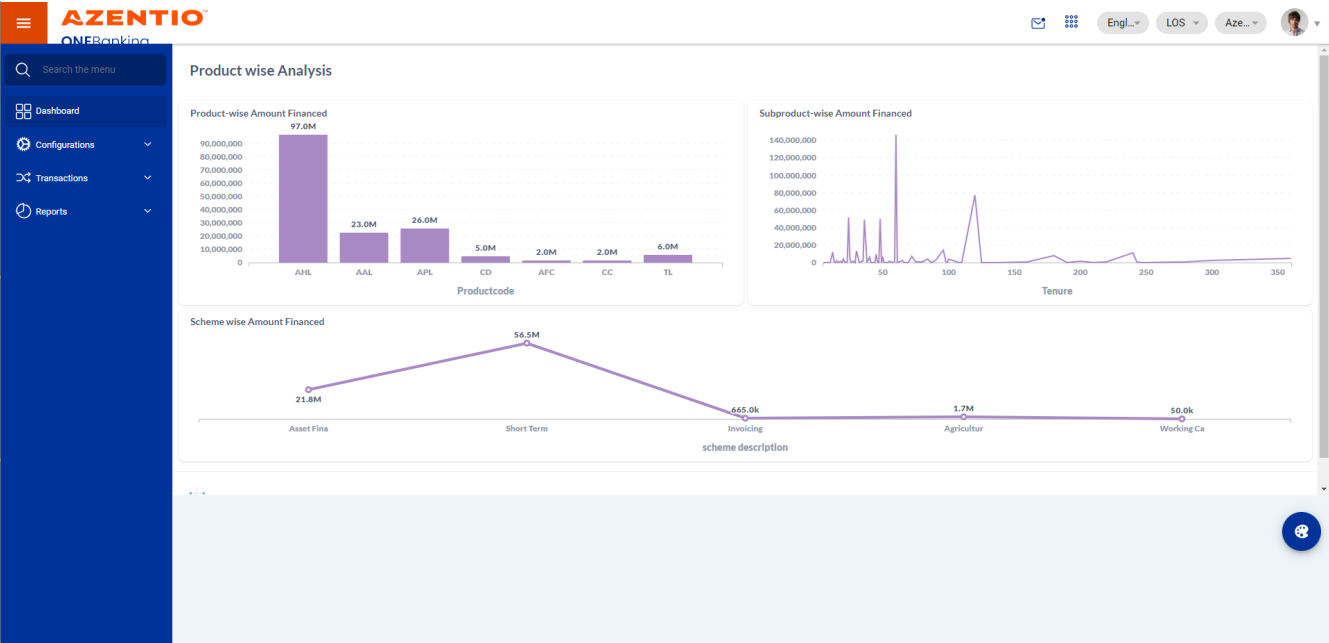 AZENTIO
ONEBanking
Engl...
LOS
Aze...
Search the menu
Dashboard
Configurations
Transactions
Reports
Product wise Analysis
Product-wise Amount Financed
97.0M
90,000,000
80,000,000
70,000,000
60,000,000
50,000,000
40,000,000
30,000,000
20,000,000
10,000,000
0
23.0M
26.0M
5.0M
2.0M
2.0M
6.0M
AHL AAL APL CD AFC CC TL
Productcode
Subproduct-wise Amount Financed
140,000,000
120,000,000
100,000,000
80,000,000
60,000,000
40,000,000
20,000,000
0
50 100 150 200 250 300 350
Tenure
Scheme wise Amount Financed
56.5M
21.8M
665.0k
1.7M
50.0k
Asset Fina Short Term Invoicing Agricultur Working Ca
scheme description